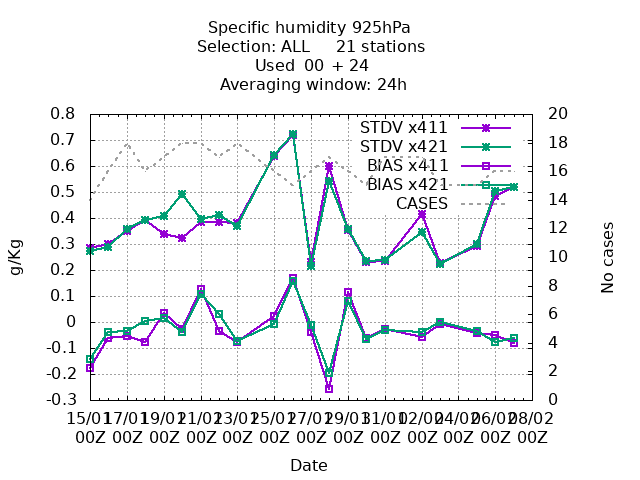 Specific humidity 925hPa
Selection: ALL 21 stations
Used 00 + 24
Averaging window: 24h
g/Kg
0.8
0.7
0.6
0.5
0.4
0.3
0.2
0.1
0
-0.1
-0.2
-0.3
STDV x411
STDV x421
BIAS x411
BIAS x421
CASES
20
18
16
14
12
10
8
6
4
2
0
No cases
15/01 17/01 19/01 21/01 23/01 25/01 27/01 29/01 31/01 02/02 04/02 06/02 08/02
00Z 00Z 00Z 00Z 00Z 00Z 00Z 00Z 00Z 00Z 00Z 00Z 00Z
Date